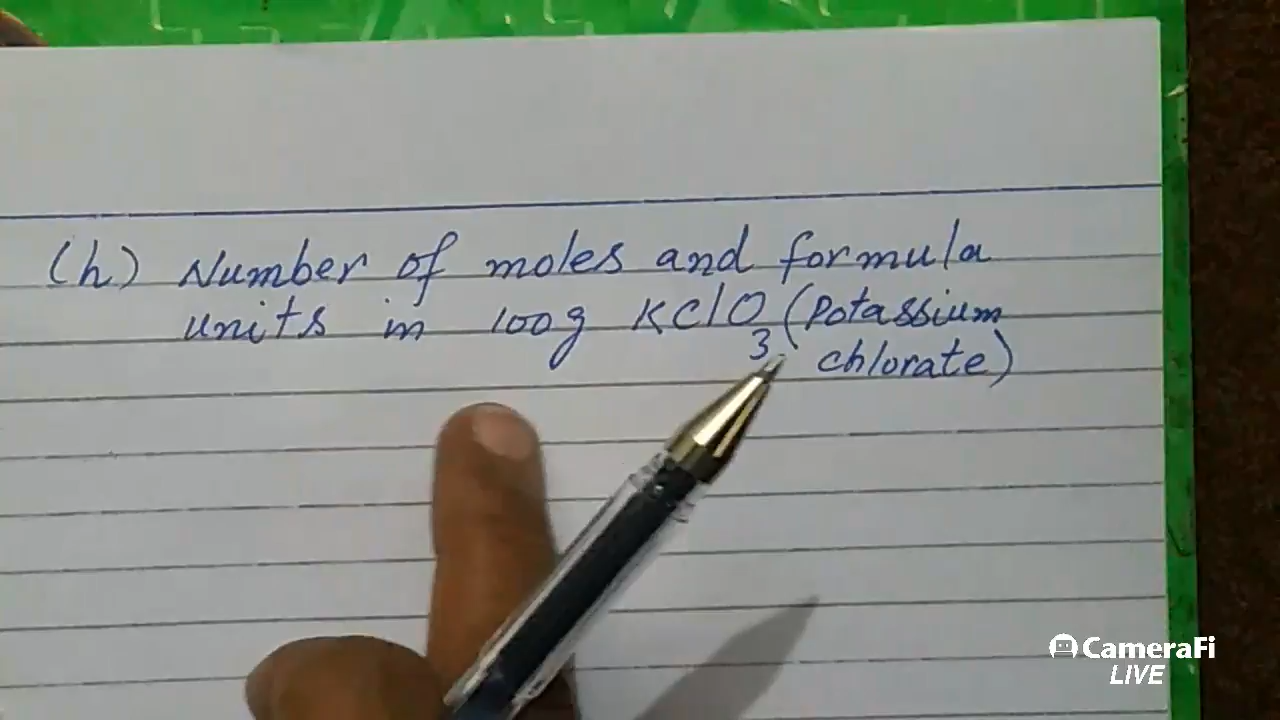 (h) Number of moles and formula
units in 100g KClO3 (Potassium
chlorate)
CameraFi
LIVE